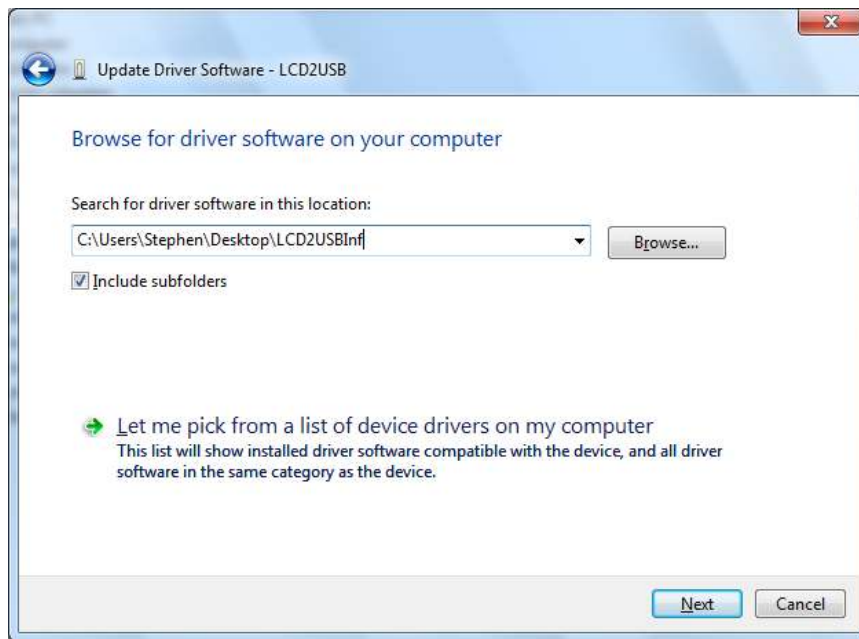 Update Driver Software - LCD2USB
Browse for driver software on your computer
Search for driver software in this location:
C:\Users\Stephen\Desktop\LCD2USBInf
Browse...
Include subfolders
Let me pick from a list of device drivers on my computer
This list will show installed driver software compatible with the device, and all driver
software in the same category as the device.
Next
Cancel